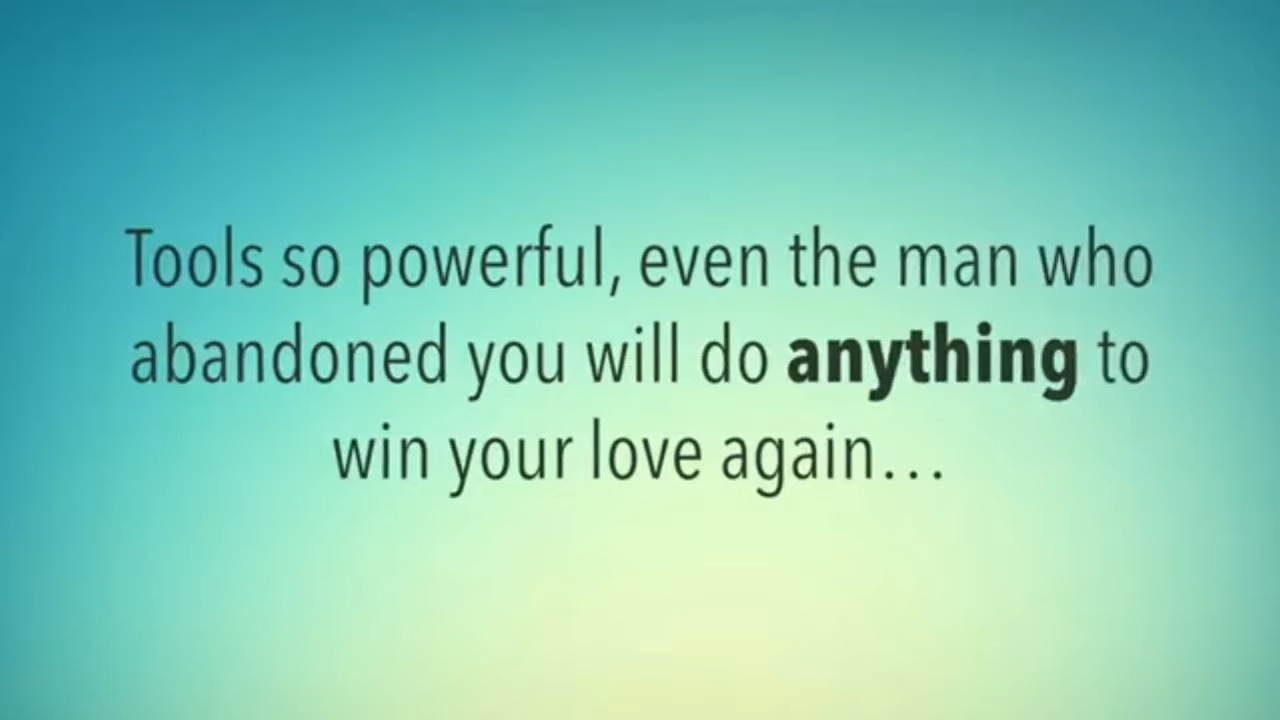 Tools so powerful, even the man who
abandoned you will do anything to
win your love again...